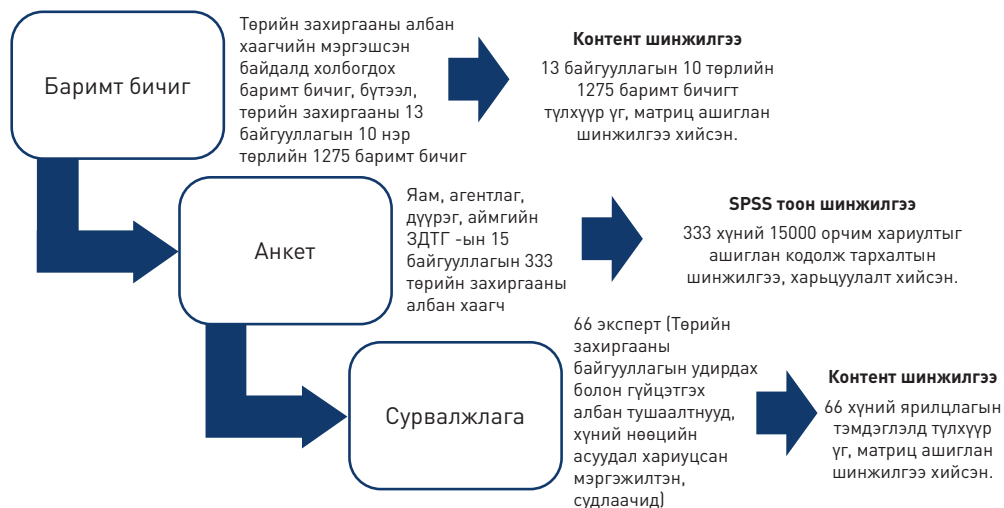 Баримт бичиг
Төрийн захиргааны албан
хаагчийн мэргэшсэн
байдалд холбогдох
баримт бичиг, бүтээл,
төрийн захиргааны 13
байгууллагын 10 нэр
төрлийн 1275 баримт бичиг
Контент шинжилгээ
13 байгууллагын 10 төрлийн
1275 баримт бичигт
түлхүүр үг, матриц ашиглан
шинжилгээ хийсэн.
Анкет
Яам, агентлаг,
дүүрэг, аймгийн
ЗДТГ -ын 15
байгууллагын 333
төрийн захиргааны
албан хаагч
SPSS тоон шинжилгээ
333 хүний 15000 орчим хариултыг
ашиглан кодолж тархалтын
шинжилгээ, харьцуулалт хийсэн.
Сурвалжлага
66 эксперт (Төрийн
захиргааны
байгууллагын удирдах
болон гүйцэтгэх
албан тушаалтнууд,
хүний нөөцийн
асуудал хариуцсан
мэргэжилтэн,
судлаачид)
Контент шинжилгээ
66 хүний ярилцлагын
тэмдэглэлд түлхүүр
үг, матриц ашиглан
шинжилгээ хийсэн.